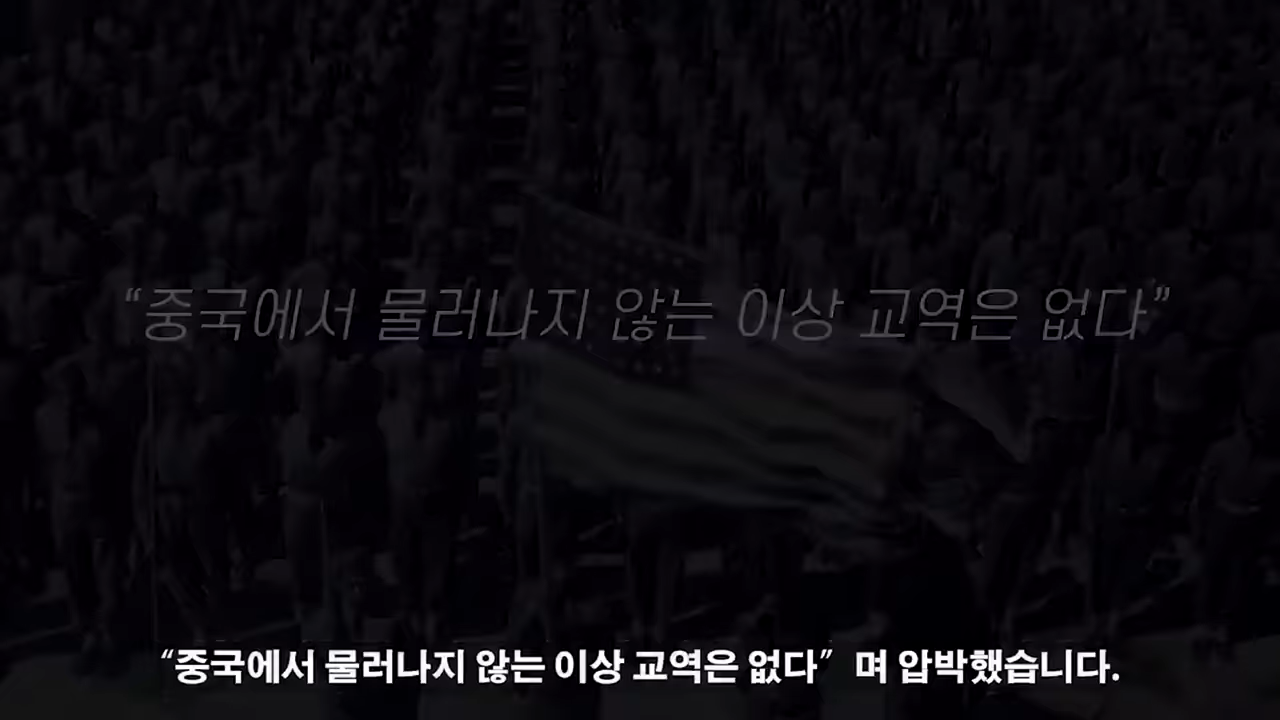 “중국에서 물러나지 않는 이상 교역은 없다”
“중국에서 물러나지 않는 이상 교역은 없다” 며 압박했습니다.